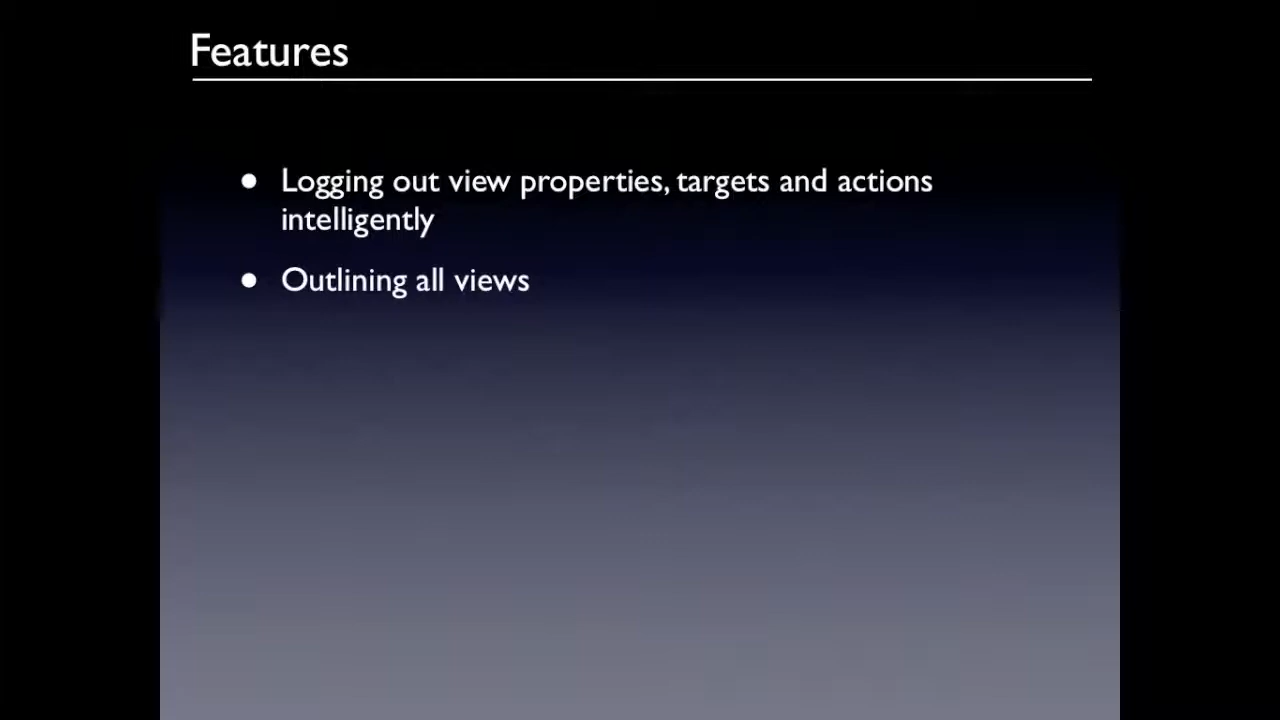 Features
• Logging out view properties, targets and actions
intelligently
• Outlining all views